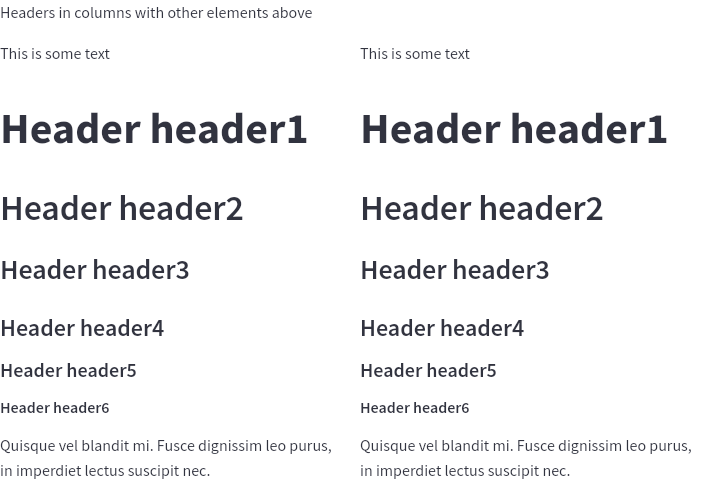 Headers in columns with other elements above
This is some text
Header header1
Header header2
Header header3
Header header4
Header header5
Header header6
Quisque vel blandit mi. Fusce dignissim leo purus,
in imperdiet lectus suscipit nec.
This is some text
Header header1
Header header2
Header header3
Header header4
Header header5
Header header6
Quisque vel blandit mi. Fusce dignissim leo purus,
in imperdiet lectus suscipit nec.